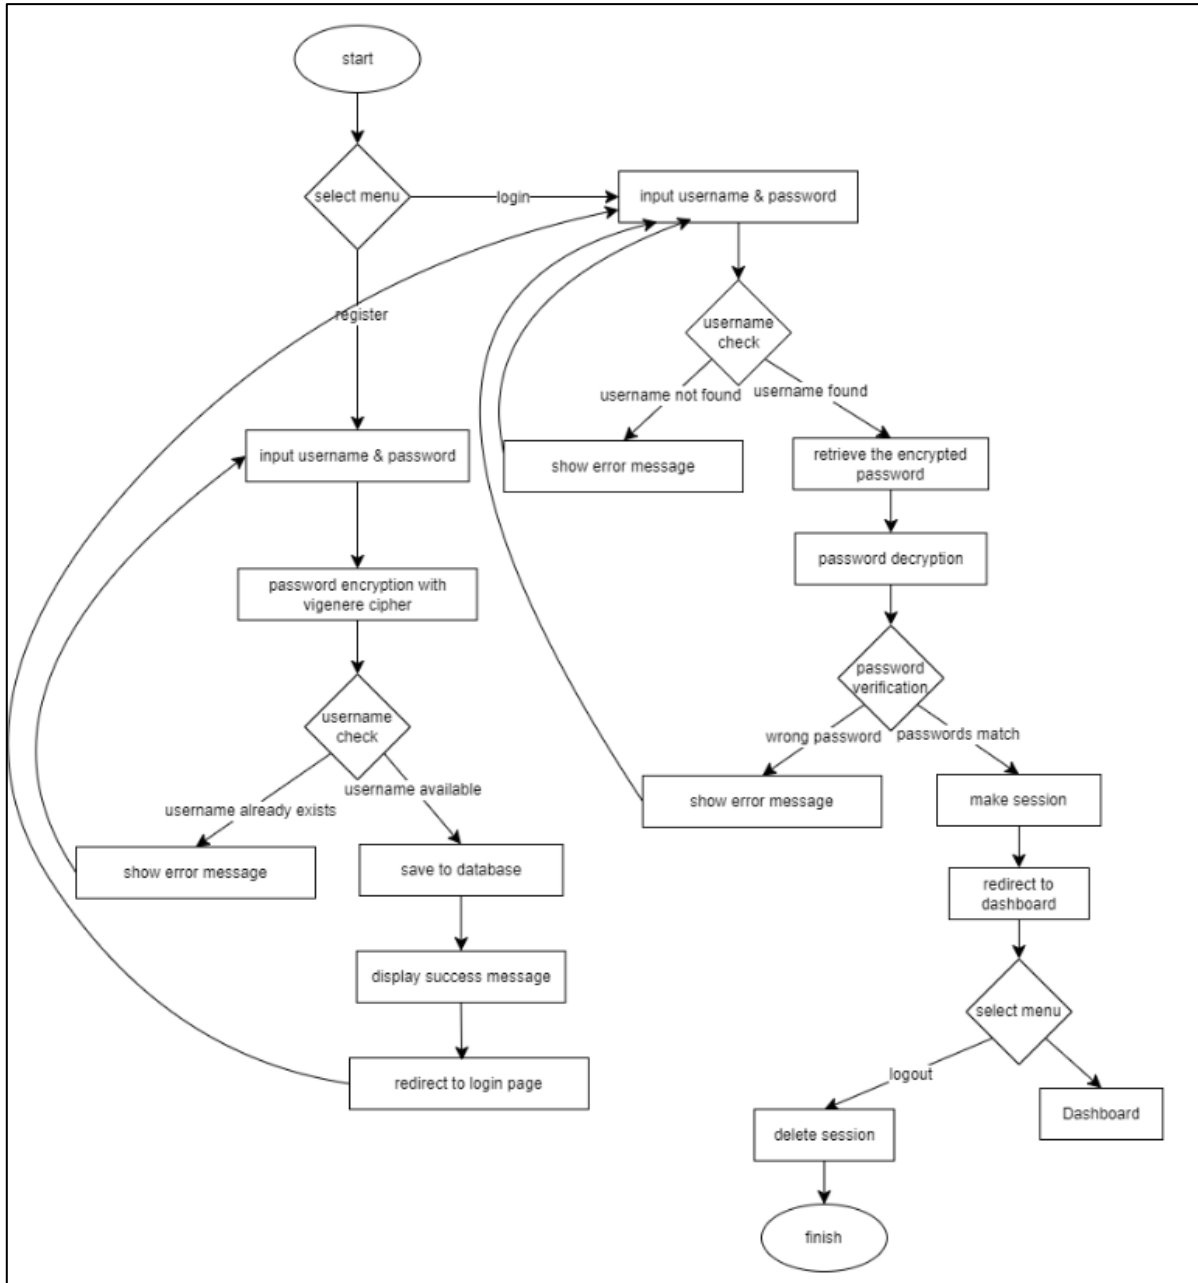 start
select menu
login
input username & password
register
username
check
username not found
username found
input username & password
show error message
retrieve the encrypted
password
password decryption
password encryption with
vigenere cipher
password
verification
username
check
wrong password
passwords match
username available
username already exists
show error message
make session
show error message
save to database
redirect to
dashboard
display success message
select menu
redirect to login page
logout
Dashboard
delete session
finish